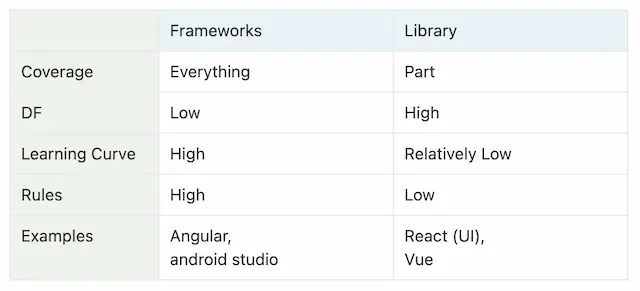 Frameworks Library
Coverage Everything Part
DF Low High
Learning Curve High Relatively Low
Rules High Low
Examples Angular, React (UI),
android studio Vue